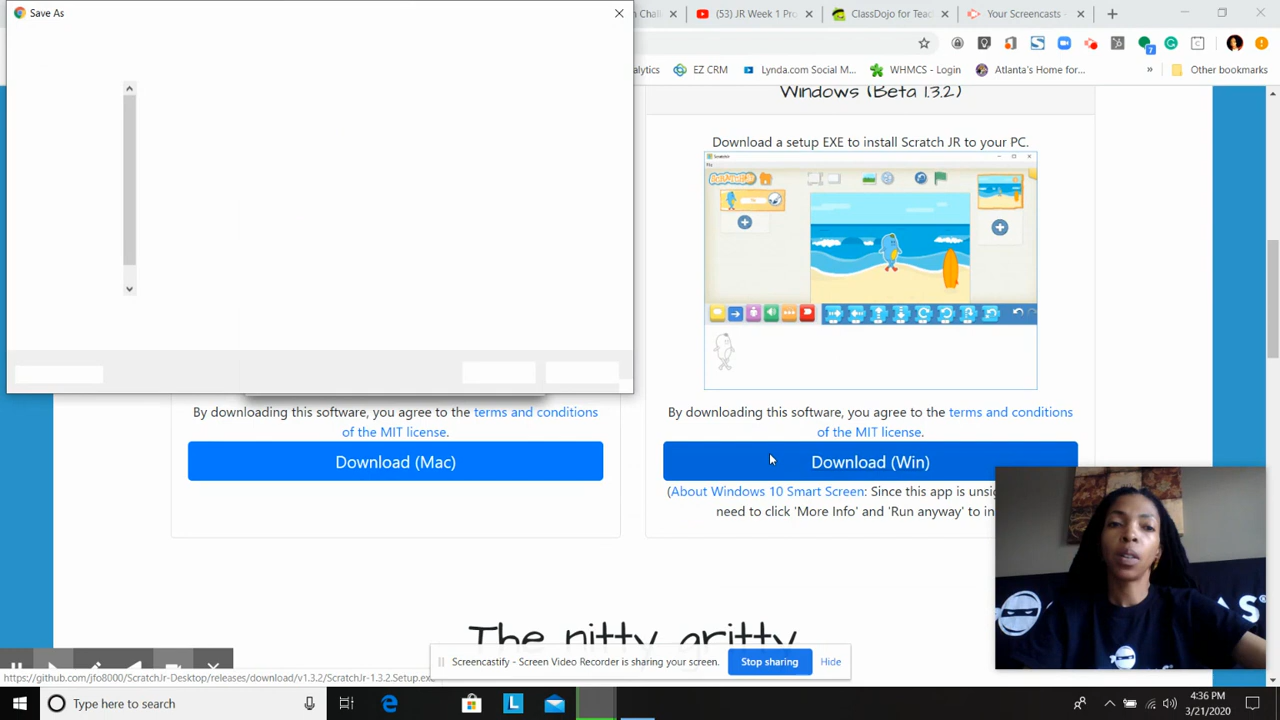 Save As
h Chall
(53) JR Week 1 Pro
ClassDojo for Tea
Your Screencasts -
7
alytics
EZ CRM
Lynda.com Social M...
WHMCS - Login
Atlanta's Home for...
»
Other bookmarks
Windows (Beta 1.3.2)
Download a setup EXE to install Scratch JR to your PC.
By downloading this software, you agree to the terms and conditions
of the MIT license.
Download (Mac)
By downloading this software, you agree to the terms and conditions
of the MIT license.
Download (Win)
(About Windows 10 Smart Screen: Since this app is unsig
need to click 'More Info' and 'Run anyway' to in
The nitty gritty
Screencastify - Screen Video Recorder is sharing your screen.
Stop sharing
Hide
https://github.com/jfo8000/ScratchJr-Desktop/releases/download/v1.3.2/ScratchJr-1.3.2.Setup.exe
Type here to search
4:36 PM
3/21/2020